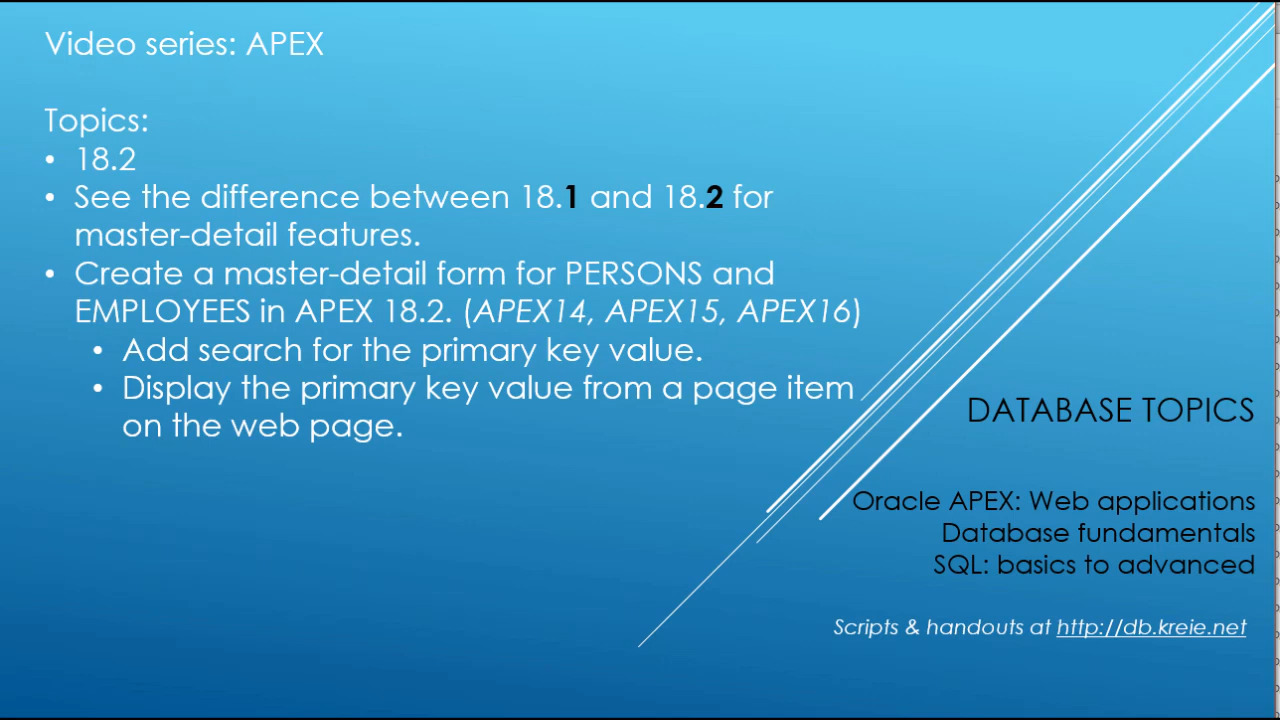 Video series: APEX
Topics:
• 18.2
• See the difference between 18.1 and 18.2 for
master-detail features.
• Create a master-detail form for PERSONS and
EMPLOYEES in APEX 18.2. (APEX14, APEX15, APEX16)
• Add search for the primary key value.
• Display the primary key value from a page item
on the web page.
DATABASE TOPICS
Oracle APEX: Web applications
Database fundamentals
SQL: basics to advanced
Scripts & handouts at http://db.kreie.net